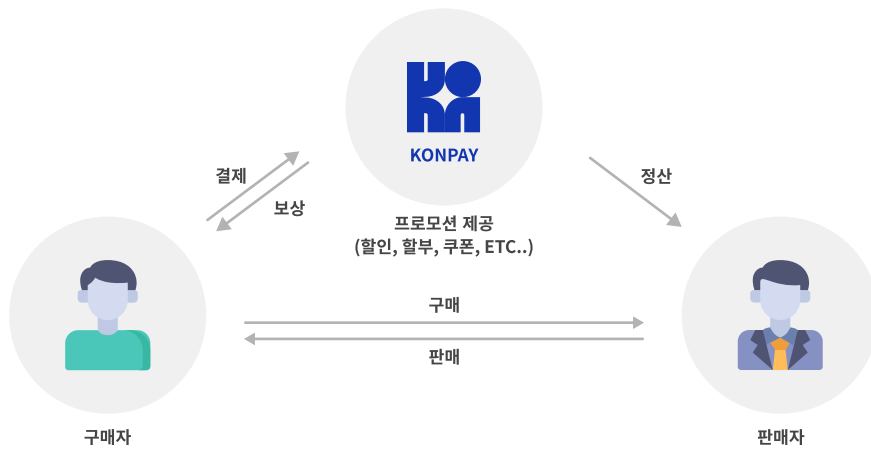 KONPAY
결제
보상
정산
프로모션 제공
(할인, 할부, 쿠폰, ETC..)
구매
판매
구매자
판매자